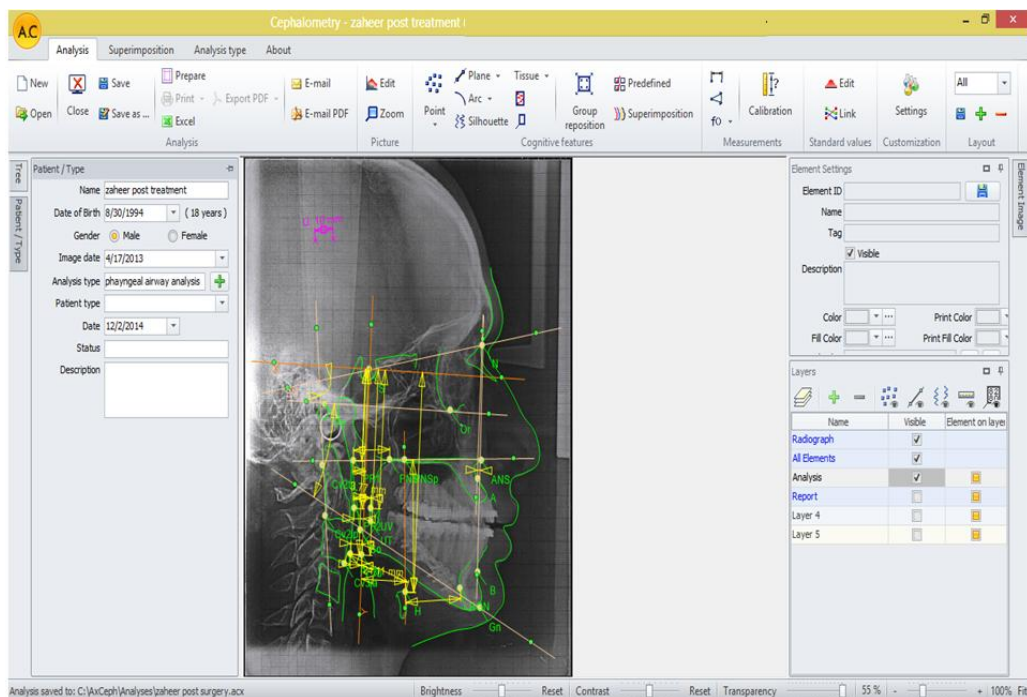 Cephalometry - zaheer post treatment
AC
Analysis Superimposition Analysis type About
New
Open
Close
Save
Save as ...
Prepare
Print
Export PDF
Excel
E-mail
E-mail PDF
Analysis
Edit
Zoom
Picture
Point
Plane
Arc
Silhouette
Tissue
Group reposition
Predefined
Superimposition
Cognitive features
f0
Measurements
Calibration
Edit
Link
Standard values
Settings
Customization
All
Layout
Tree
Patient / Type
Patient / Type
Name zaheer post treatment
Date of Birth 8/30/1994 ( 18 years )
Gender Male Female
Image date 4/17/2013
Analysis type phayngeal airway analysis
Patient type
Date 12/2/2014
Status
Description
N
Or
ANS
A
B
H
Gn
Element Settings
Element ID
Name
Tag
Visible
Description
Color Print Color
Fill Color Print Fill Color
Element Image
Layers
Name Visible Element on layer
Radiograph
All Elements
Analysis
Report
Layer 4
Layer 5
Analysis saved to: C:\AxCeph\Analyses\zaheer post surgery.acx
Brightness Reset Contrast Reset Transparency 55 % - + 100% Fit